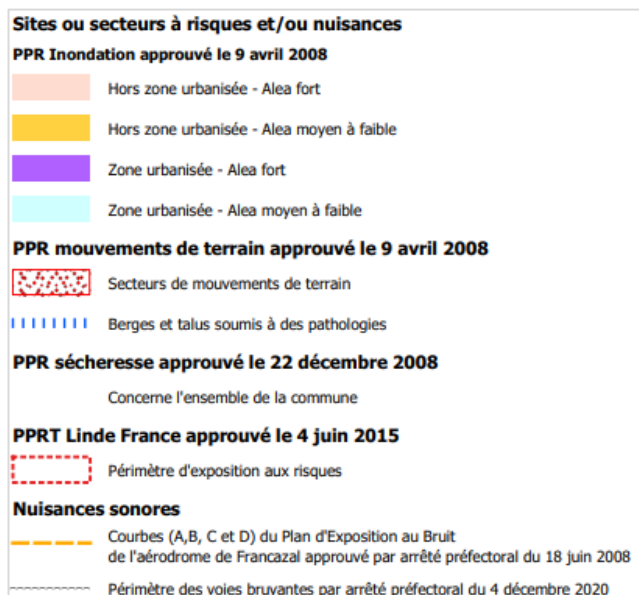 Sites ou secteurs à risques et/ou nuisances
PPR Inondation approuvé le 9 avril 2008
Hors zone urbanisée - Alea fort
Hors zone urbanisée - Alea moyen à faible
Zone urbanisée - Alea fort
Zone urbanisée - Alea moyen à faible
PPR mouvements de terrain approuvé le 9 avril 2008
Secteurs de mouvements de terrain
Berges et talus soumis à des pathologies
PPR sécheresse approuvé le 22 décembre 2008
Concerne l'ensemble de la commune
PPRT Linde France approuvé le 4 juin 2015
Périmètre d'exposition aux risques
Nuisances sonores
Courbes (A,B, C et D) du Plan d'Exposition au Bruit
de l'aérodrome de Francazal approuvé par arrêté préfectoral du 18 juin 2008
Périmètre des voies bruyantes par arrêté préfectoral du 4 décembre 2020